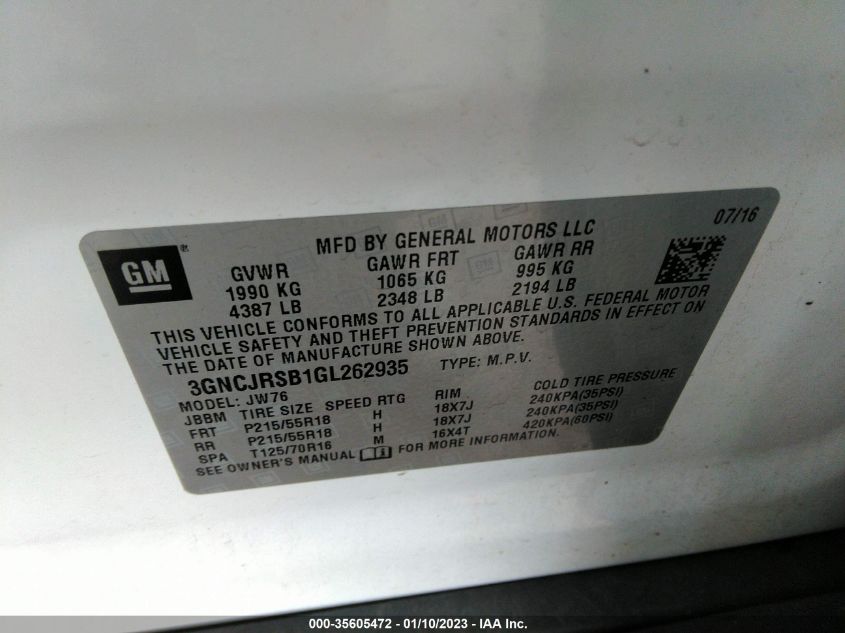 07/16
MFD BY GENERAL MOTORS LLC
GM®
GVWR GAWR FRT GAWR RR
1990 KG 1065 KG 995 KG
4387 LB 2348 LB 2194 LB
THIS VEHICLE CONFORMS TO ALL APPLICABLE U.S. FEDERAL MOTOR
VEHICLE SAFETY AND THEFT PREVENTION STANDARDS IN EFFECT ON
THE DATE OF MANUFACTURE SHOWN ABOVE.
3GNCJRSB1GL262935 TYPE: M.P.V.
MODEL: JW76
JBBM TIRE SIZE SPEED RTG RIM COLD TIRE PRESSURE
FRT P215/55R18 H 18X7J 240KPA(35PSI)
RR P215/55R18 H 18X7J 240KPA(35PSI)
SPA T125/70R16 M 16X4T 420KPA(60PSI)
SEE OWNER'S MANUAL FOR MORE INFORMATION.
000-35605472 - 01/10/2023 - IAA Inc.